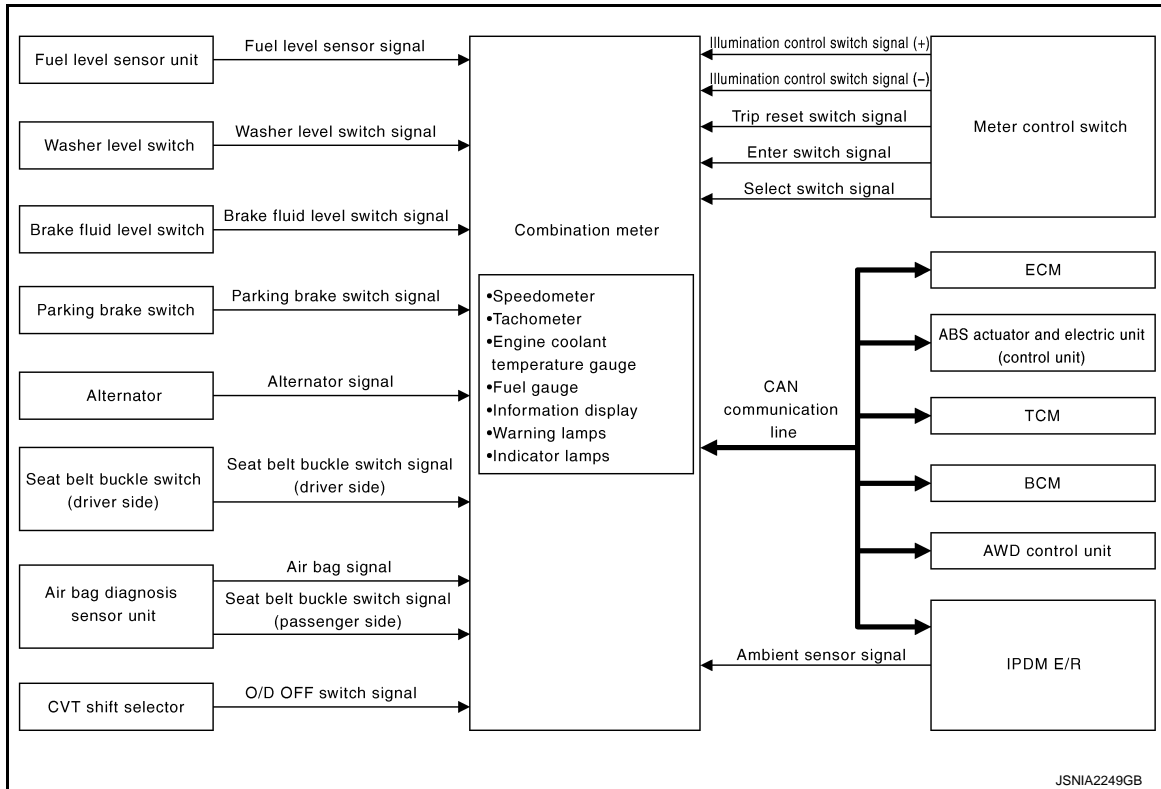 Fuel level sensor unit
Fuel level sensor signal
Washer level switch
Washer level switch signal
Brake fluid level switch
Brake fluid level switch signal
Parking brake switch
Parking brake switch signal
Alternator
Alternator signal
Seat belt buckle switch
(driver side)
Seat belt buckle switch signal
(driver side)
Air bag diagnosis
sensor unit
Air bag signal
Seat belt buckle switch signal
(passenger side)
CVT shift selector
O/D OFF switch signal
Combination meter
•Speedometer
•Tachometer
•Engine coolant
temperature gauge
•Fuel gauge
•Information display
•Warning lamps
•Indicator lamps
Illumination control switch signal (+)
Illumination control switch signal (−)
Trip reset switch signal
Enter switch signal
Select switch signal
Meter control switch
CAN
communication
line
ECM
ABS actuator and electric unit
(control unit)
TCM
BCM
AWD control unit
Ambient sensor signal
IPDM E/R
JSNIA2249GB